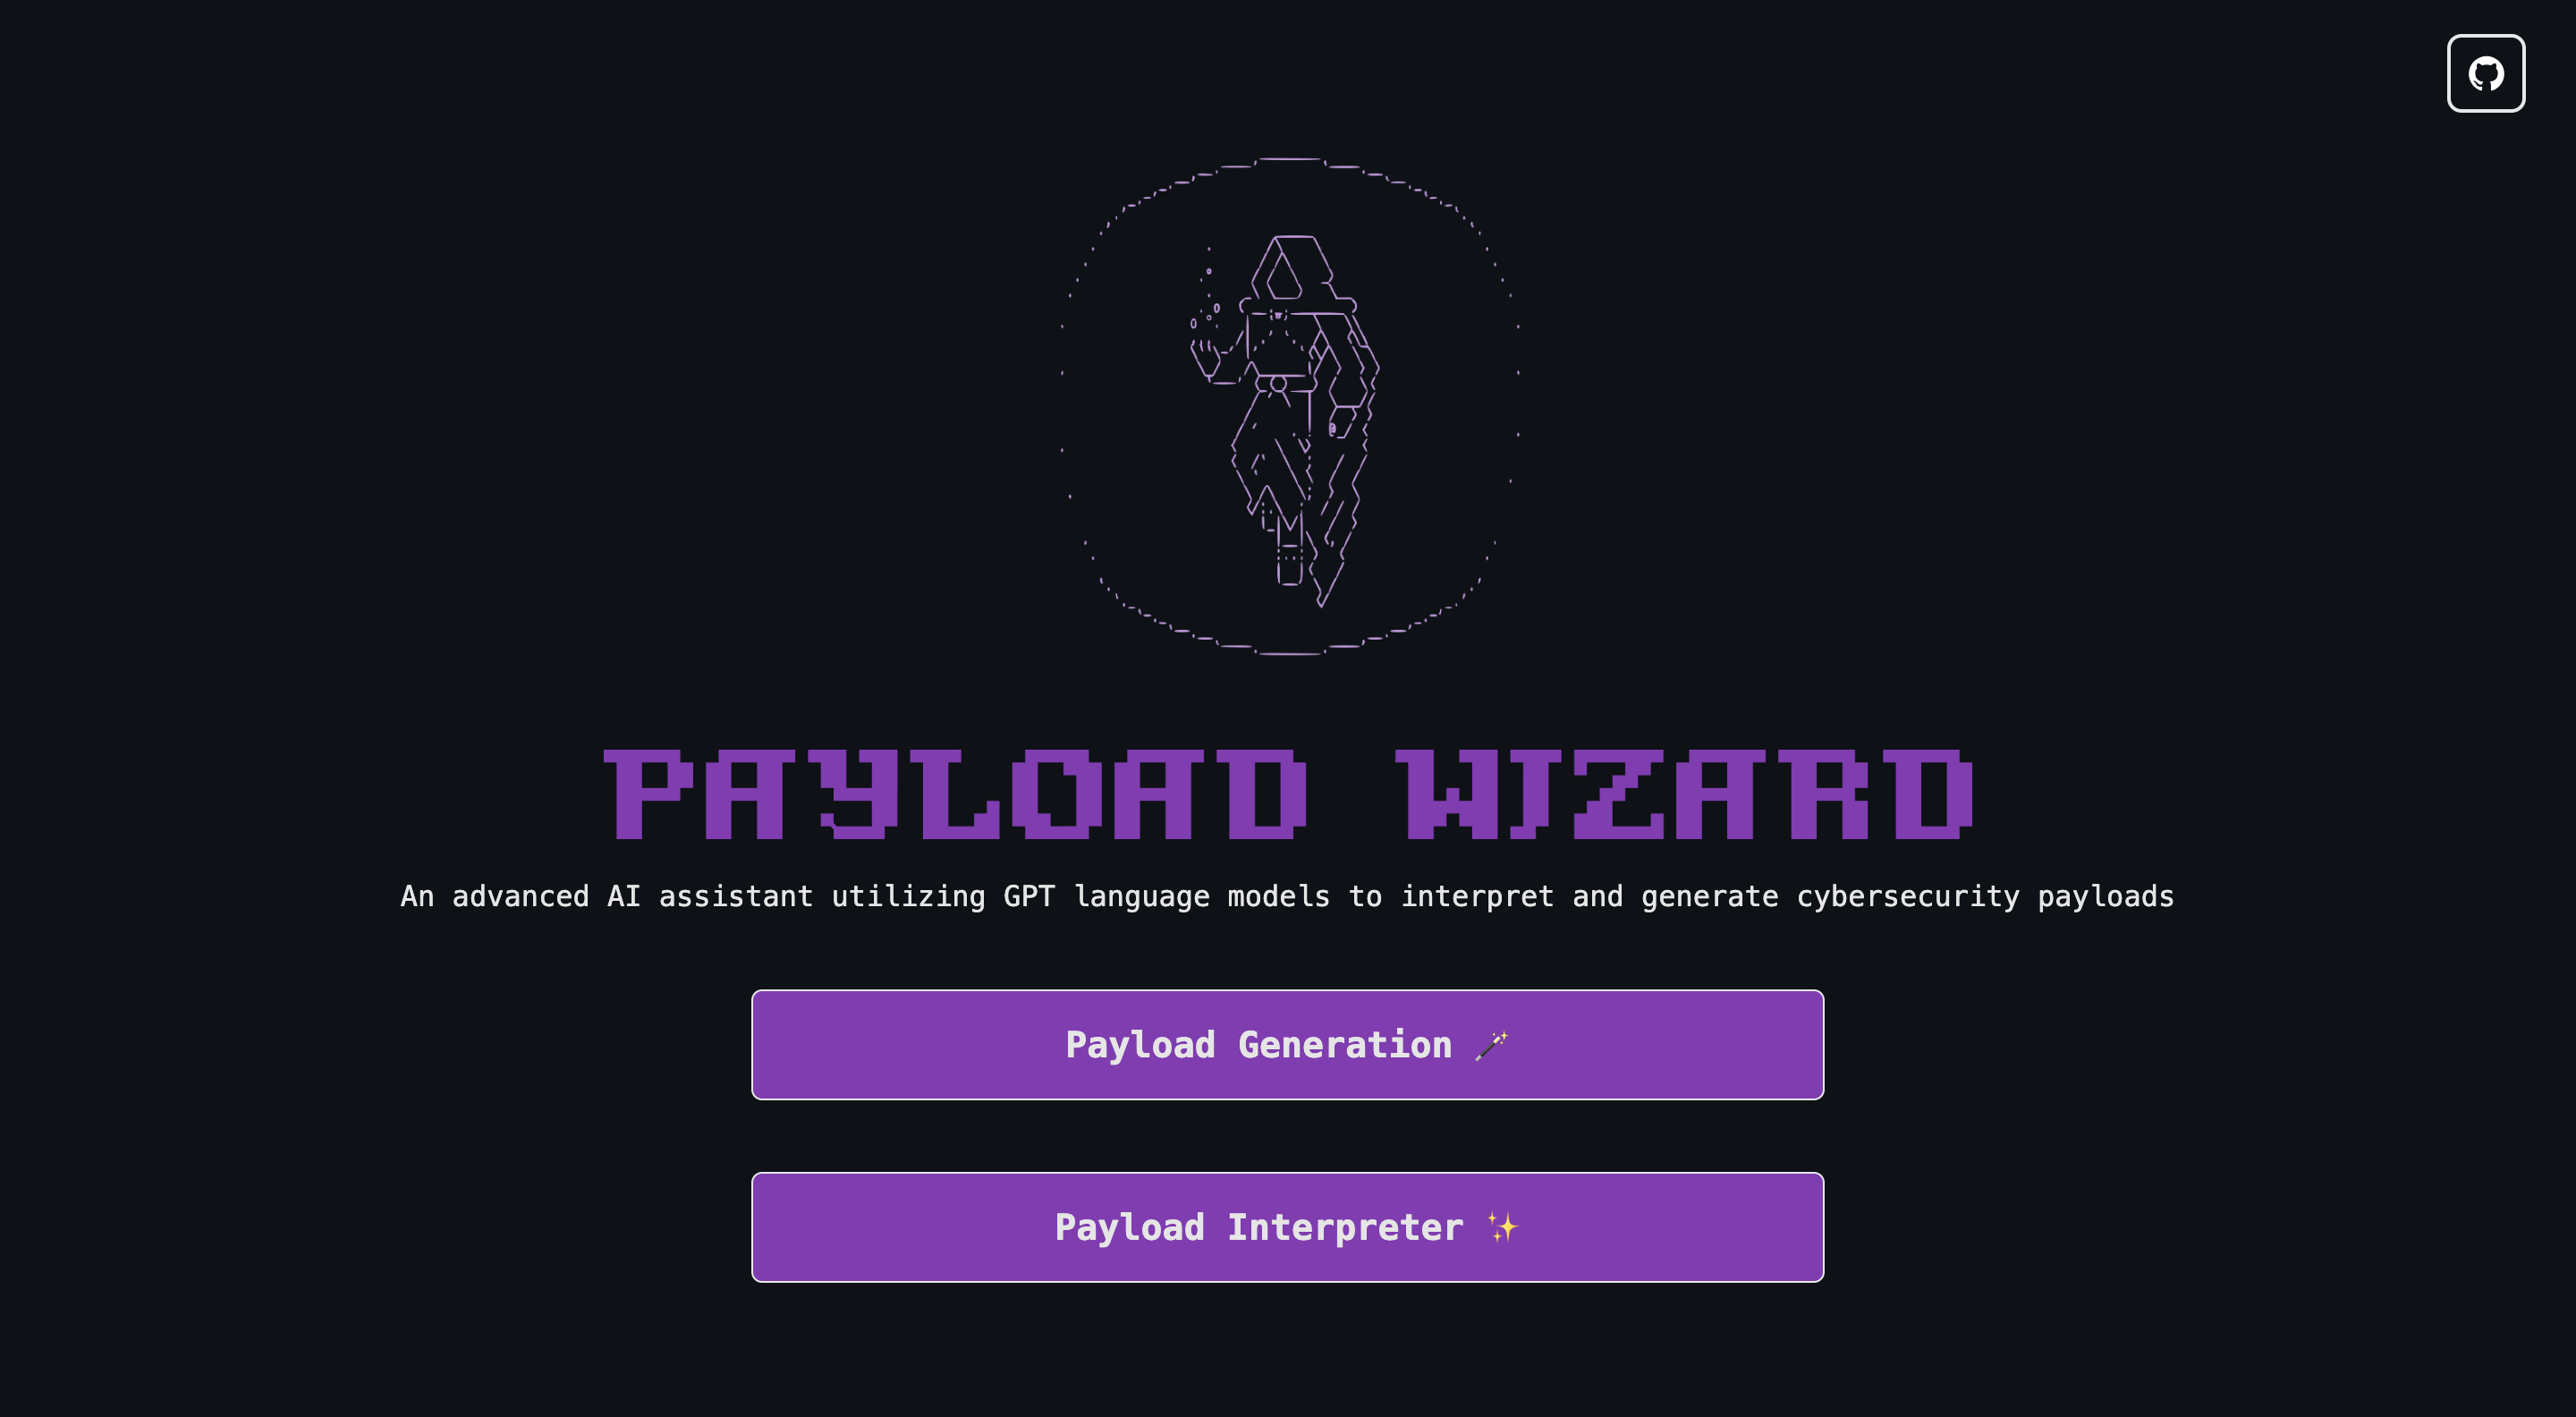 PAYLOAD WIZARD
An advanced AI assistant utilizing GPT language models to interpret and generate cybersecurity payloads
Payload Generation 🪄
Payload Interpreter ✨